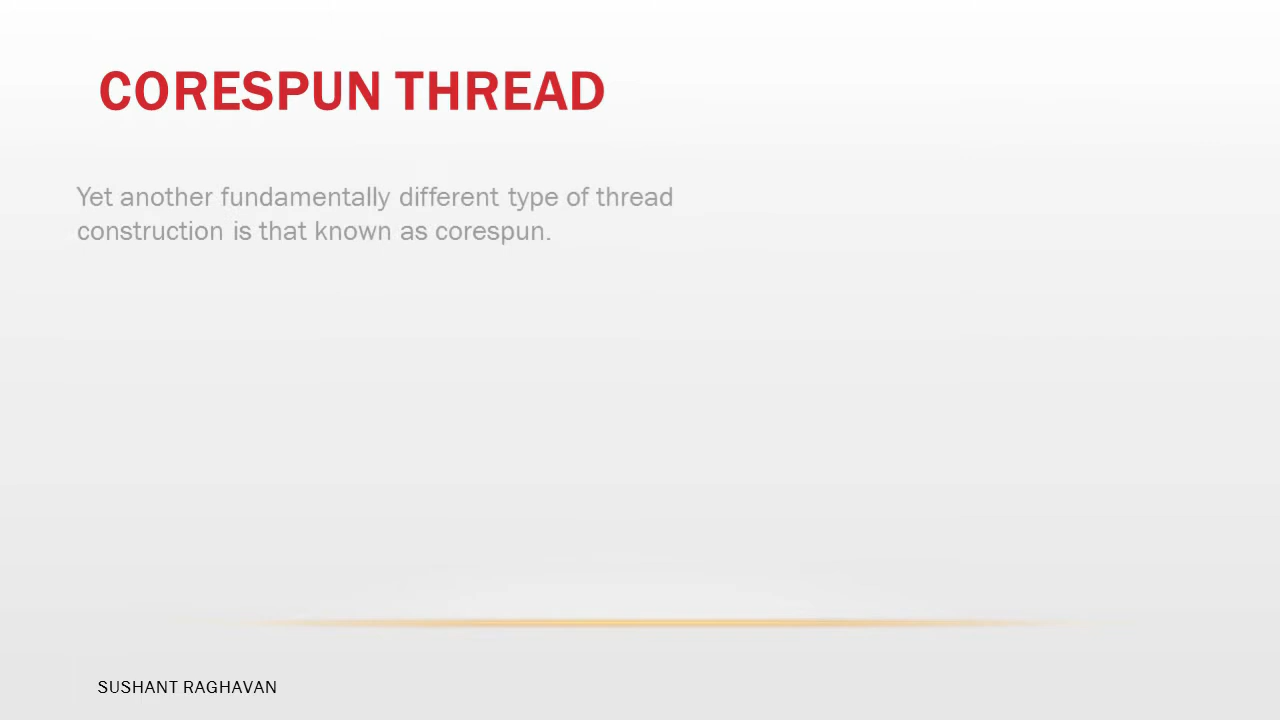 CORESPUN THREAD
Yet another fundamentally different type of thread
construction is that known as corespun.
SUSHANT RAGHAVAN